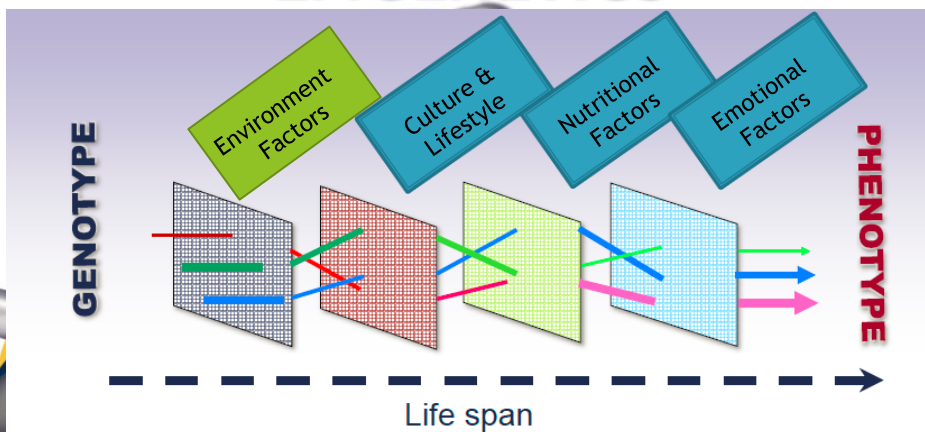 Environment
Factors
Culture &
Lifestyle
Nutritional
Factors
Emotional
Factors
GENOTYPE
PHENOTYPE
Life span